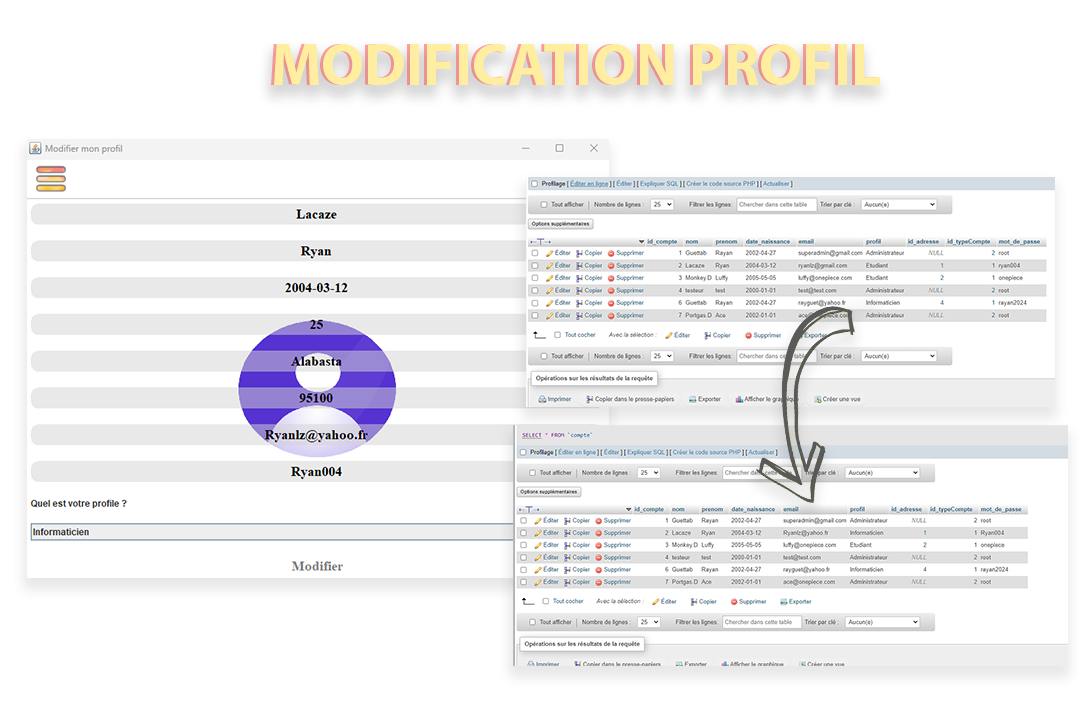 MODIFICATION PROFIL
Modifier mon profil
Lacaze
Ryan
2004-03-12
25
Alabasta
95100
Ryanlz@yahoo.fr
Ryan004
Quel est votre profile ?
Informaticien
Modifier
Profilage [ Éditer en ligne ] [ Éditer ] [ Expliquer SQL ] [ Créer le code source PHP ] [ Actualiser ]
Tout afficher | Nombre de lignes : 25 Filtrer les lignes: Chercher dans cette table Trier par clé : Aucun(e)
Options supplémentaires
id_compte nom prenom date_naissance email profil id_adresse id_typeCompte mot_de_passe
Éditer Copier Supprimer 1 Guettab Rayan 2002-04-27 superadmin@gmail.com Administrateur NULL 2 root
Éditer Copier Supprimer 2 Lacaze Ryan 2004-03-12 ryanlz@gmail.com Etudiant 1 1 ryan004
Éditer Copier Supprimer 3 Monkey.D Luffy 2005-05-05 luffy@onepiece.com Etudiant 2 1 onepiece
Éditer Copier Supprimer 4 testeur test 2000-01-01 test@test.com Administrateur NULL 2 root
Éditer Copier Supprimer 6 Guettab Rayan 2002-04-27 rayguet@yahoo.fr Informaticien 4 1 rayan2024
Éditer Copier Supprimer 7 Portgas.D Ace 2002-01-01 ace@onepiece.com Administrateur NULL 2 root
Tout cocher Avec la sélection : Éditer Copier Supprimer Exporter
Tout afficher | Nombre de lignes : 25 Filtrer les lignes: Chercher dans cette table Trier par clé : Aucun(e)
Opérations sur les résultats de la requête
Imprimer Copier dans le presse-papiers Exporter Afficher le graphique Créer une vue
SELECT * FROM `compte`
Profilage [ Éditer en ligne ] [ Éditer ] [ Expliquer SQL ] [ Créer le code source PHP ] [ Actualiser ]
Tout afficher | Nombre de lignes : 25 Filtrer les lignes: Chercher dans cette table Trier par clé : Aucun(e)
Options supplémentaires
id_compte nom prenom date_naissance email profil id_adresse id_typeCompte mot_de_passe
Éditer Copier Supprimer 1 Guettab Rayan 2002-04-27 superadmin@gmail.com Administrateur NULL 2 root
Éditer Copier Supprimer 2 Lacaze Ryan 2004-03-12 Ryanlz@yahoo.fr Informaticien 1 1 Ryan004
Éditer Copier Supprimer 3 Monkey.D Luffy 2005-05-05 luffy@onepiece.com Etudiant 2 1 onepiece
Éditer Copier Supprimer 4 testeur test 2000-01-01 test@test.com Administrateur NULL 2 root
Éditer Copier Supprimer 6 Guettab Rayan 2002-04-27 rayguet@yahoo.fr Informaticien 4 1 rayan2024
Éditer Copier Supprimer 7 Portgas.D Ace 2002-01-01 ace@onepiece.com Administrateur NULL 2 root
Tout cocher Avec la sélection : Éditer Copier Supprimer Exporter
Tout afficher | Nombre de lignes : 25 Filtrer les lignes: Chercher dans cette table Trier par clé : Aucun(e)
Opérations sur les résultats de la requête
Imprimer Copier dans le presse-papiers Exporter Afficher le graphique Créer une vue